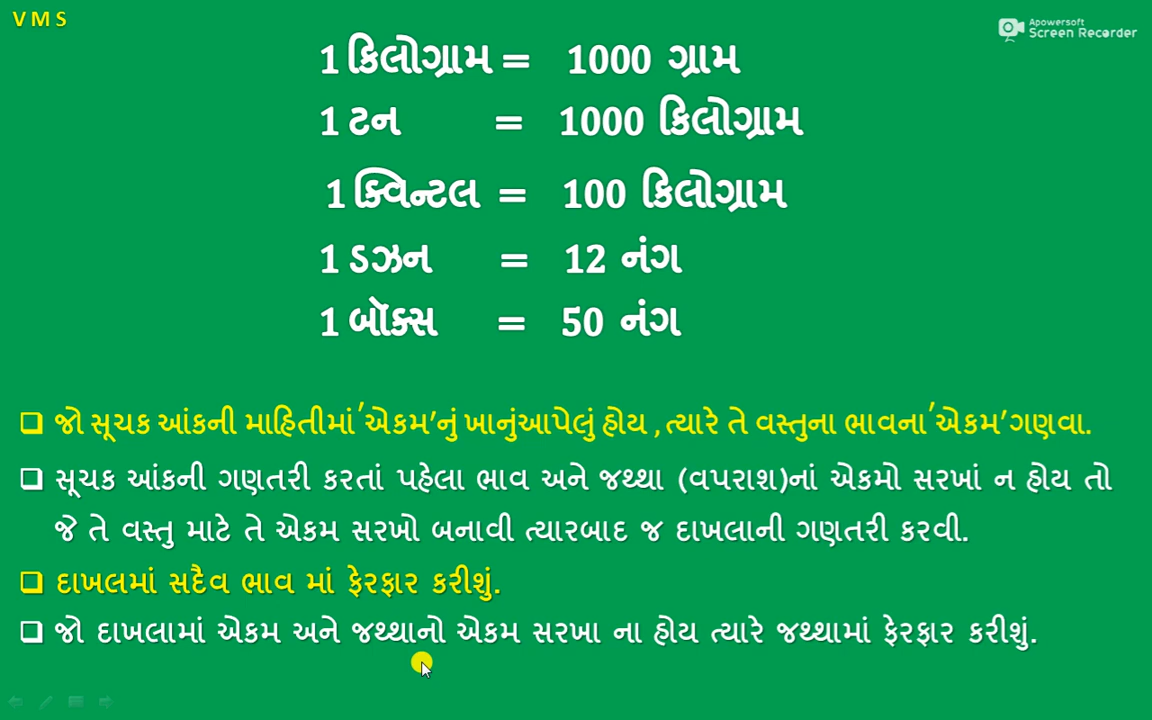 V M S
Apowersoft
Screen Recorder
1 કિલોગ્રામ = 1000 ગ્રામ
1 ટન = 1000 કિલોગ્રામ
1 ક્વિન્ટલ = 100 કિલોગ્રામ
1 ડઝન = 12 નંગ
1 બૉક્સ = 50 નંગ
❑ જો સૂચક આંકની માહિતીમાં 'એકમ'નું ખાનુંઆપેલું હોય , ત્યારે તે વસ્તુના ભાવના 'એકમ' ગણવા.
❑ સૂચક આંકની ગણતરી કરતાં પહેલા ભાવ અને જથ્થા (વપરાશ)નાં એકમો સરખાં ન હોય તો
જે તે વસ્તુ માટે તે એકમ સરખો બનાવી ત્યારબાદ જ દાખલાની ગણતરી કરવી.
❑ દાખલમાં સદૈવ ભાવ માં ફેરફાર કરીશું.
❑ જો દાખલામાં એકમ અને જથ્થાનો એકમ સરખા ના હોય ત્યારે જથ્થામાં ફેરફાર કરીશું.